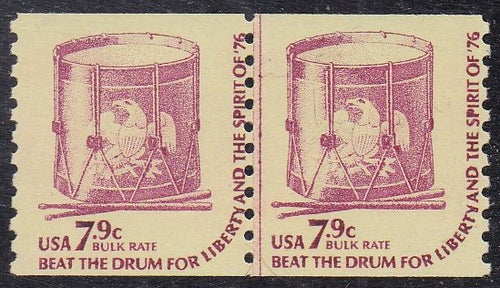 USA 7.9c
BULK RATE
BEAT THE DRUM FOR LIBERTY AND THE SPIRIT OF '76
USA 7.9c
BULK RATE
BEAT THE DRUM FOR LIBERTY AND THE SPIRIT OF '76